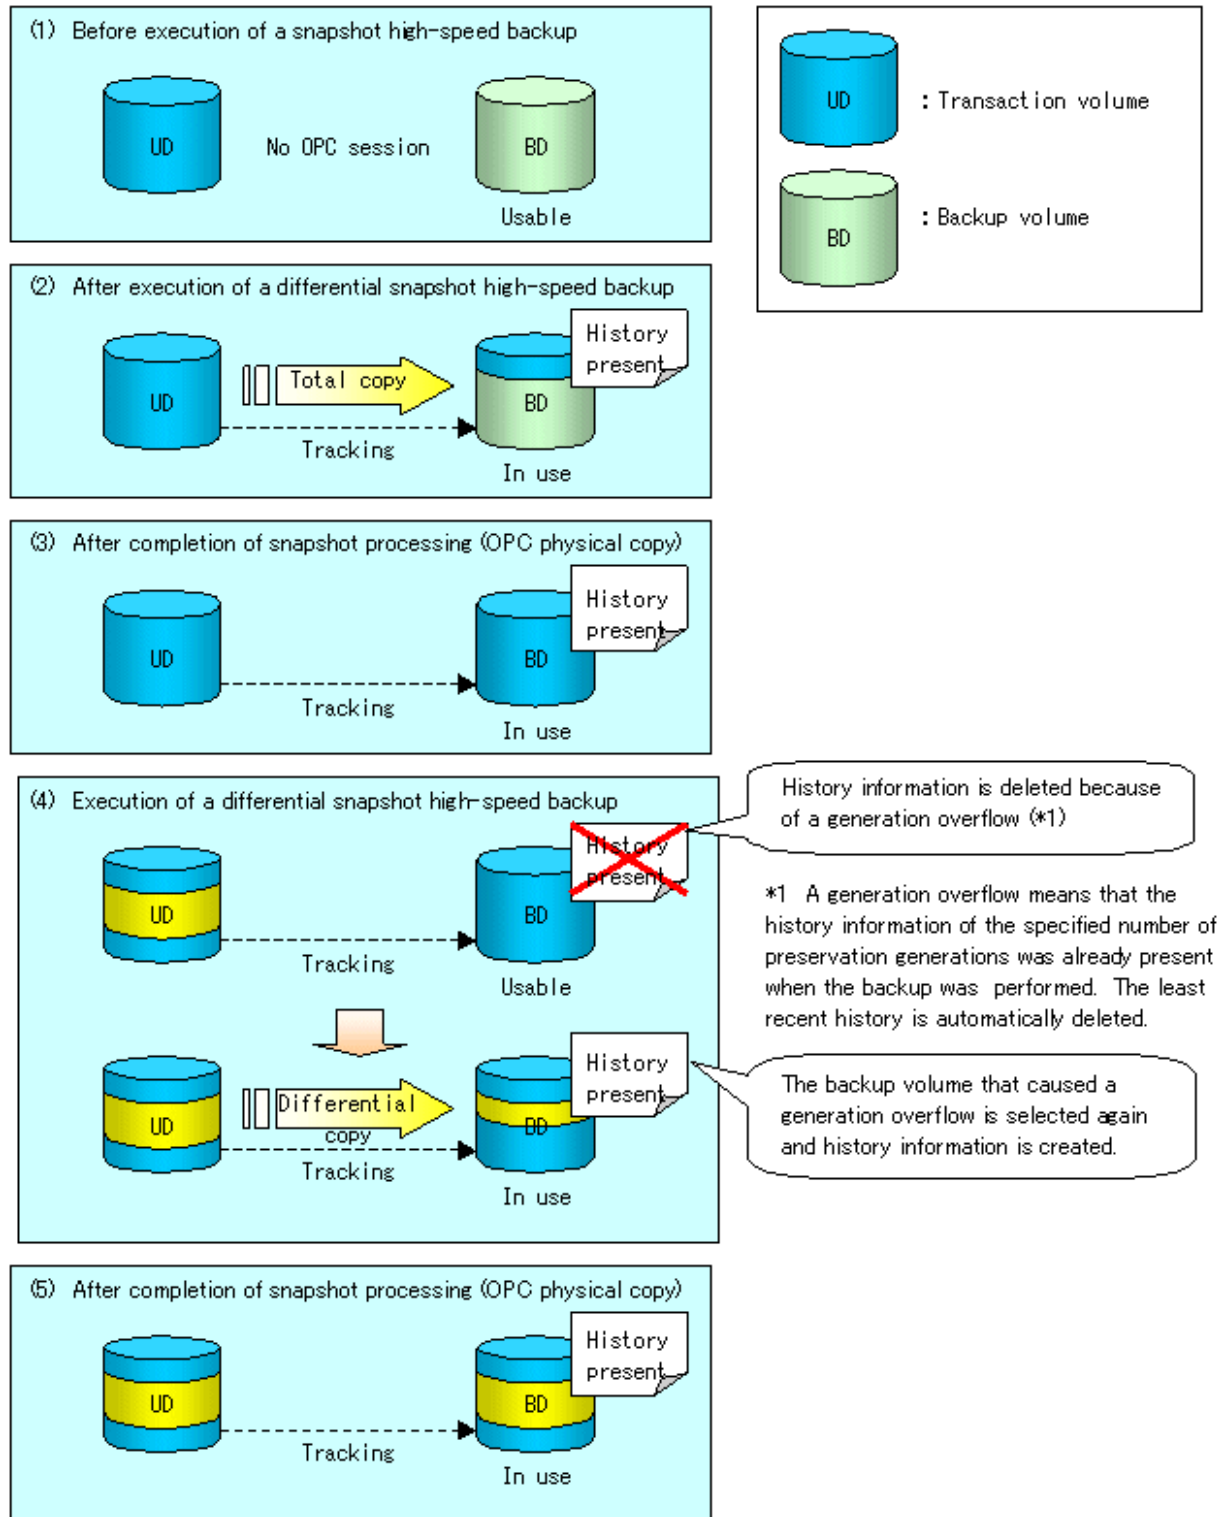 (1) Before execution of a snapshot high-speed backup
UD
No OPC session
BD
Usable
UD
: Transaction volume
BD
: Backup volume
(2) After execution of a differential snapshot high-speed backup
History
present
UD
Total copy
BD
Tracking
In use
(3) After completion of snapshot processing (OPC physical copy)
History
present
UD
BD
Tracking
In use
(4) Execution of a differential snapshot high-speed backup
History
present
UD
BD
Tracking
Usable
History information is deleted because
of a generation overflow (*1)
*1 A generation overflow means that the
history information of the specified number of
preservation generations was already present
when the backup was performed. The least
recent history is automatically deleted.
History
present
UD
Differential
copy
BD
Tracking
In use
The backup volume that caused a
generation overflow is selected again
and history information is created.
(5) After completion of snapshot processing (OPC physical copy)
History
present
UD
BD
Tracking
In use